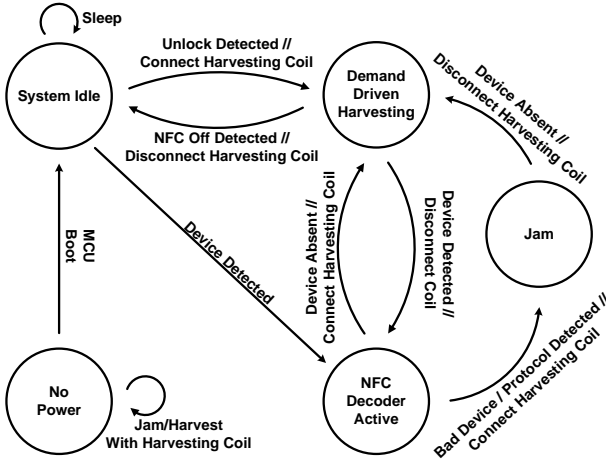 Sleep
System Idle
Unlock Detected //
Connect Harvesting Coil
NFC Off Detected //
Disconnect Harvesting Coil
Demand
Driven
Harvesting
Device Absent //
Disconnect Harvesting Coil
Jam
MCU
Boot
Device Detected
Device Absent //
Connect Harvesting Coil
Device Detected //
Disconnect Coil
No
Power
Jam/Harvest
With Harvesting Coil
NFC
Decoder
Active
Bad Device / Protocol Detected //
Connect Harvesting Coil